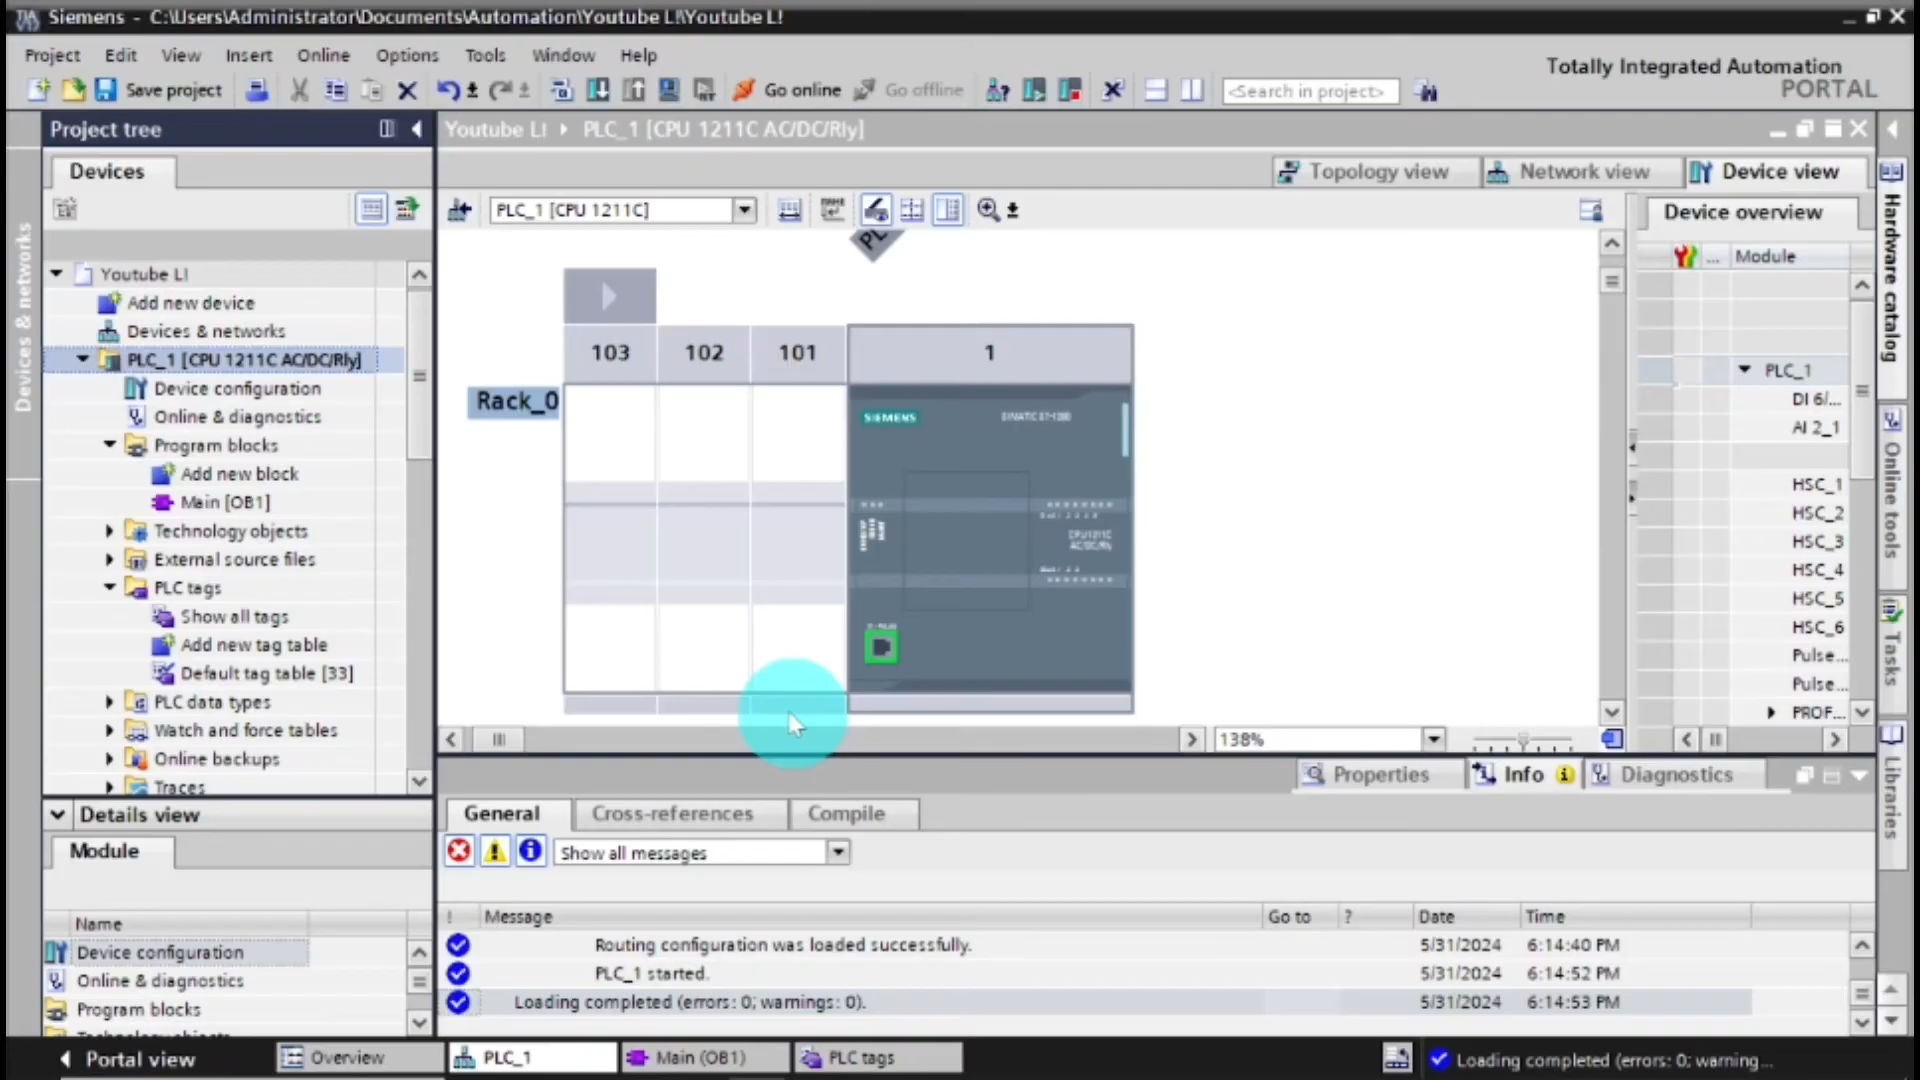 Siemens - C:\Users\Administrator\Documents\Automation\Youtube L!\Youtube L!
Project Edit View Insert Online Options Tools Window Help
Totally Integrated Automation
PORTAL
Save project
Go online
Go offline
<Search in project>
Project tree
Youtube L! PLC_1 [CPU 1211C AC/DC/Rly]
Devices
Topology view
Network view
Device view
PLC_1 [CPU 1211C]
Device overview
Devices & networks
Youtube L!
Add new device
Devices & networks
PLC_1 [CPU 1211C AC/DC/Rly]
Device configuration
Online & diagnostics
Program blocks
Add new block
Main [OB1]
Technology objects
External source files
PLC tags
Show all tags
Add new tag table
Default tag table [33]
PLC data types
Watch and force tables
Online backups
Traces
103 102 101 1
Rack_0
SIEMENS
SIMATIC S7-1200
CPU1211C
AC/DC/Rly
138%
... Module
PLC_1
DI 6/...
AI 2_1
HSC_1
HSC_2
HSC_3
HSC_4
HSC_5
HSC_6
Pulse...
Pulse...
PROF...
Hardware catalog
Online tools
Tasks
Libraries
Properties
Info
Diagnostics
Details view
Module
Name
Device configuration
Online & diagnostics
Program blocks
General
Cross-references
Compile
Show all messages
! Message Go to ? Date Time
Routing configuration was loaded successfully. 5/31/2024 6:14:40 PM
PLC_1 started. 5/31/2024 6:14:52 PM
Loading completed (errors: 0; warnings: 0). 5/31/2024 6:14:53 PM
Portal view
Overview
PLC_1
Main (OB1)
PLC tags
Loading completed (errors: 0; warning...